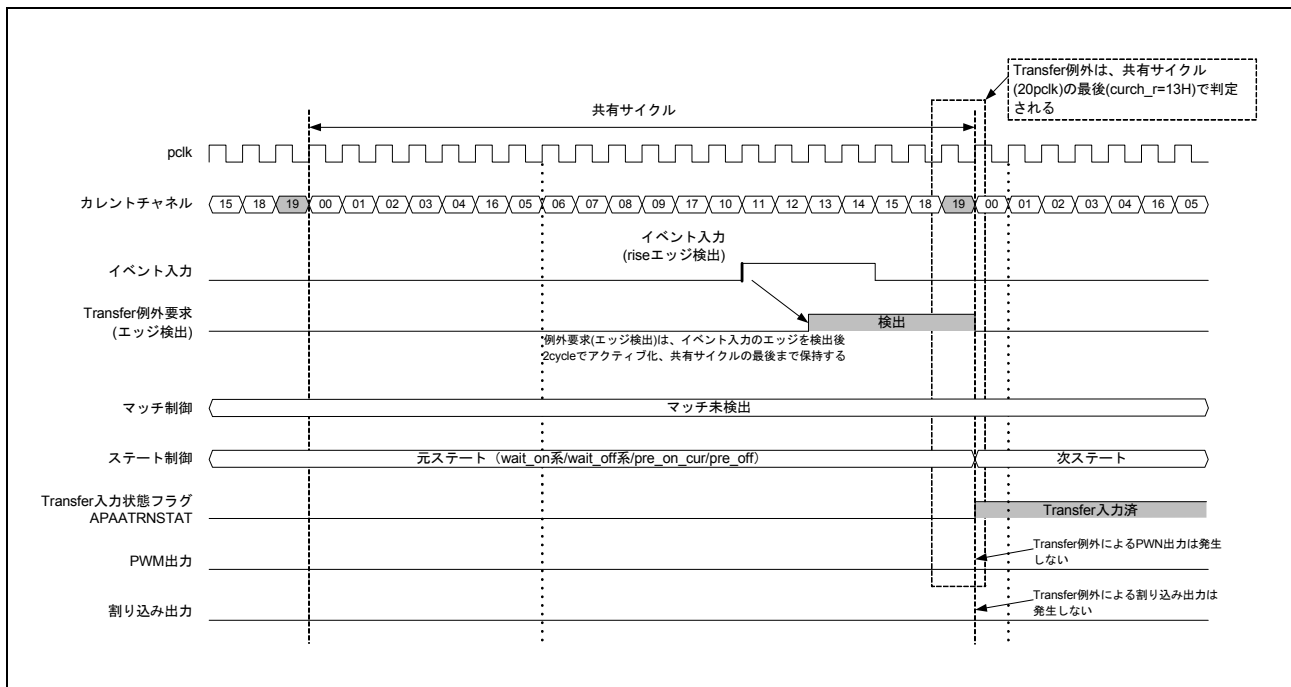 Transfer例外は、共有サイクル
(20pclk)の最後(curch_r=13H)で判定
される
共有サイクル
pclk
カレントチャネル
15 18 19 00 01 02 03 04 16 05 06 07 08 09 17 10 11 12 13 14 15 18 19 00 01 02 03 04 16 05
イベント入力
(riseエッジ検出)
イベント入力
Transfer例外要求
(エッジ検出)
検出
例外要求(エッジ検出)は、イベント入力のエッジを検出後
2cycleでアクティブ化、共有サイクルの最後まで保持する
マッチ制御
マッチ未検出
ステート制御
元ステート（wait_on系/wait_off系/pre_on_cur/pre_off）
次ステート
Transfer入力状態フラグ
APAATRNSTAT
Transfer入力済
PWM出力
Transfer例外によるPWN出力は発生
しない
割り込み出力
Transfer例外による割り込み出力は
発生しない